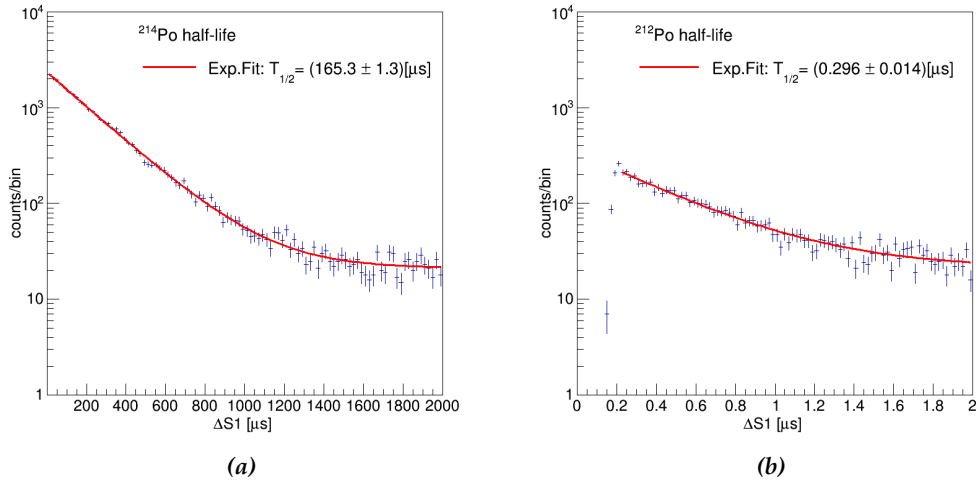 ²¹⁴Po half-life
Exp.Fit: T₁/₂= (165.3 ± 1.3)[μs]
counts/bin
10⁴
10³
10²
10
1
200 400 600 800 1000 1200 1400 1600 1800 2000
ΔS1 [μs]
(a)
²¹²Po half-life
Exp.Fit: T₁/₂= (0.296 ± 0.014)[μs]
counts/bin
10⁴
10³
10²
10
1
0 0.2 0.4 0.6 0.8 1 1.2 1.4 1.6 1.8 2
ΔS1 [μs]
(b)